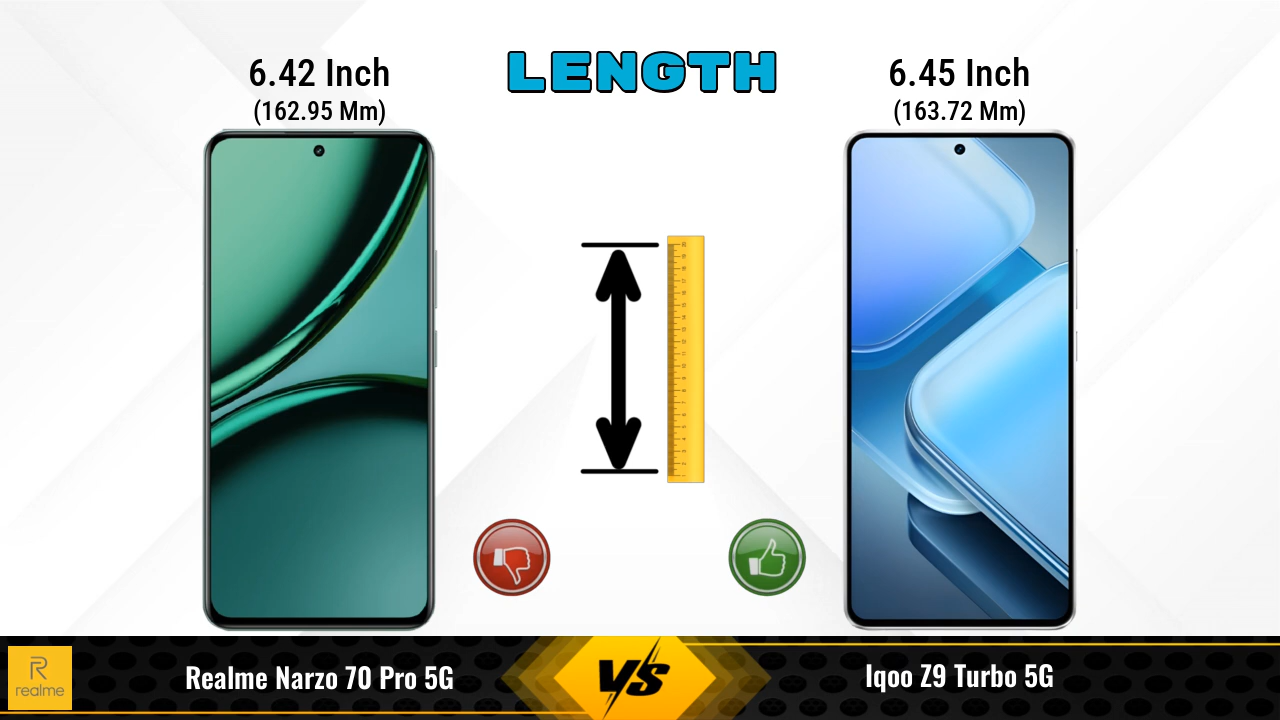 LENGTH
6.42 Inch
(162.95 Mm)
6.45 Inch
(163.72 Mm)
realme
Realme Narzo 70 Pro 5G
VS
Iqoo Z9 Turbo 5G